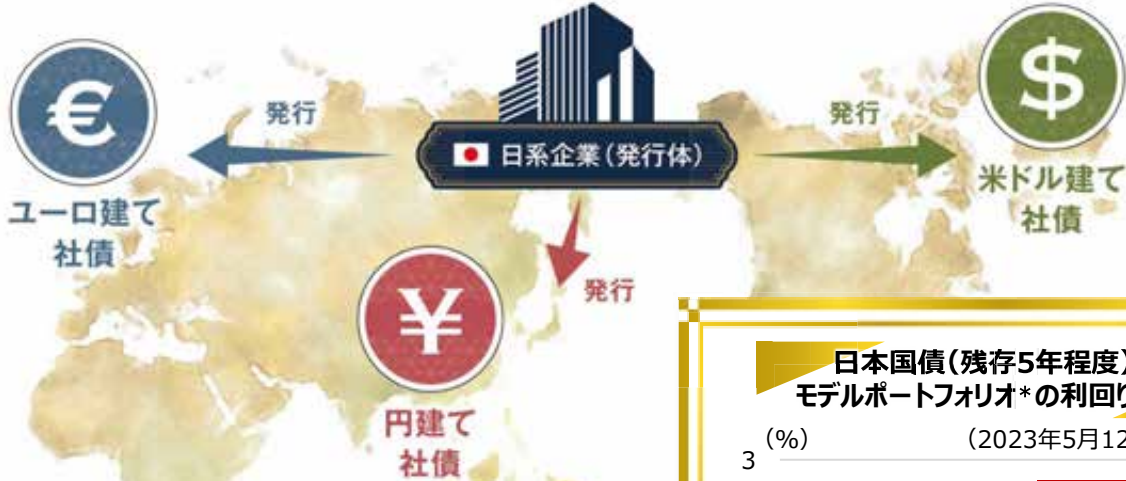 €
発行
ユーロ建て
社債
日系企業(発行体)
発行
$
米ドル建て
社債
¥
発行
円建て
社債
日本国債(残存5年程度)
モデルポートフォリオ*の利回り
(%)
(2023年5月12
3